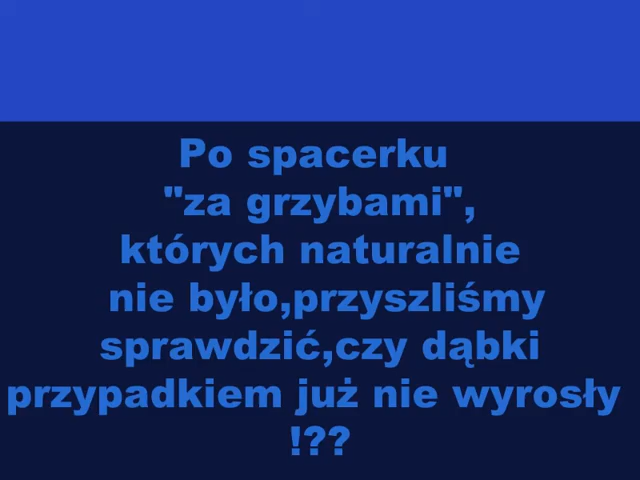 Po spacerku
"za grzybami",
których naturalnie
nie było,przyszliśmy
sprawdzić,czy dąbki
przypadkiem już nie wyrosły
!??